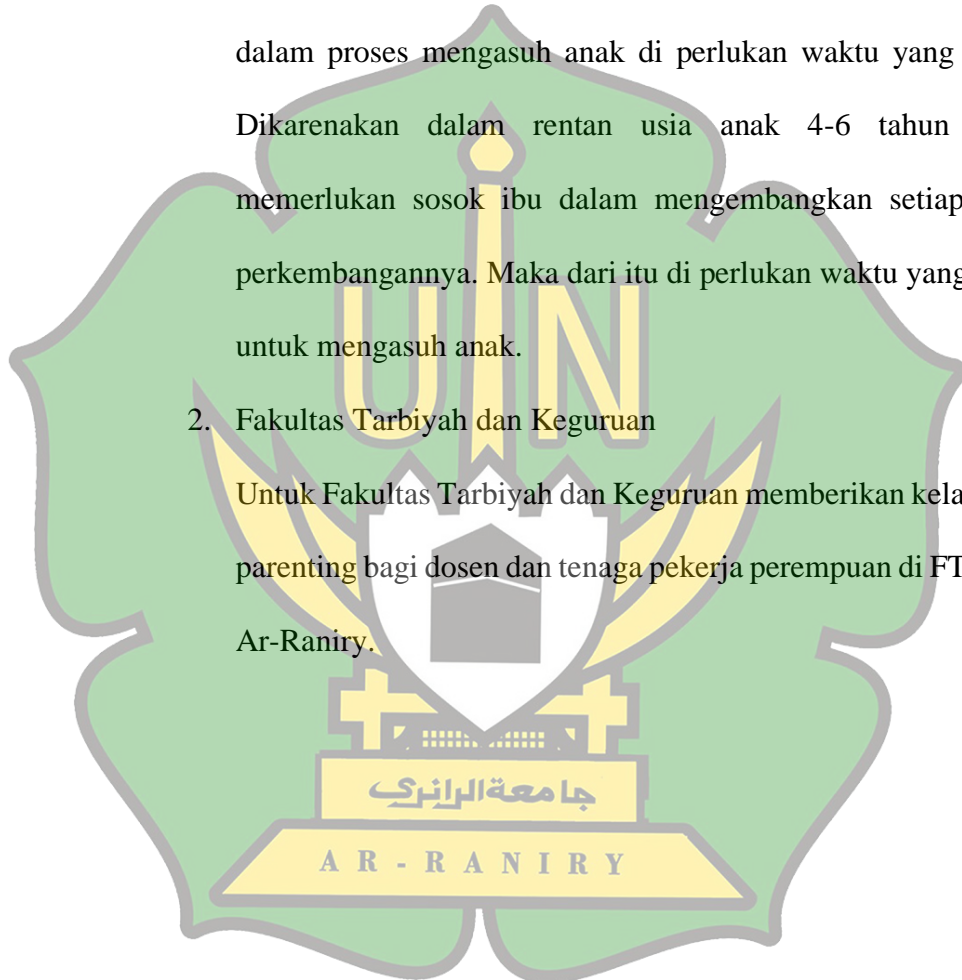 dalam proses mengasuh anak di perlukan waktu yang
Dikarenakan dalam rentan usia anak 4-6 tahun
memerlukan sosok ibu dalam mengembangkan setiap
perkembangannya. Maka dari itu di perlukan waktu yang
untuk mengasuh anak.
2. Fakultas Tarbiyah dan Keguruan
Untuk Fakultas Tarbiyah dan Keguruan memberikan kela
parenting bagi dosen dan tenaga pekerja perempuan di FT
Ar-Raniry.
UIN
جامعةالرانري
AR-RANIRY